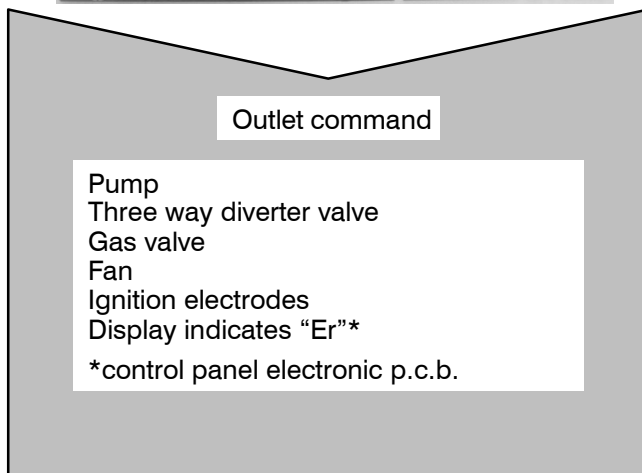 Outlet command
Pump
Three way diverter valve
Gas valve
Fan
Ignition electrodes
Display indicates “Er”*
*control panel electronic p.c.b.